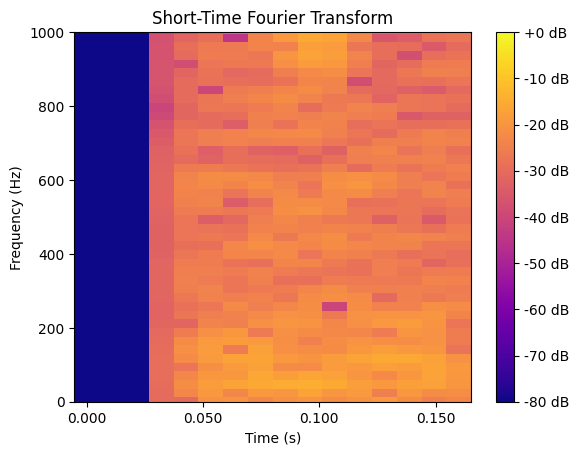 Short-Time Fourier Transform
1000
800
600
400
200
0
Frequency (Hz)
0.000
0.050
0.100
0.150
Time (s)
+0 dB
-10 dB
-20 dB
-30 dB
-40 dB
-50 dB
-60 dB
-70 dB
-80 dB